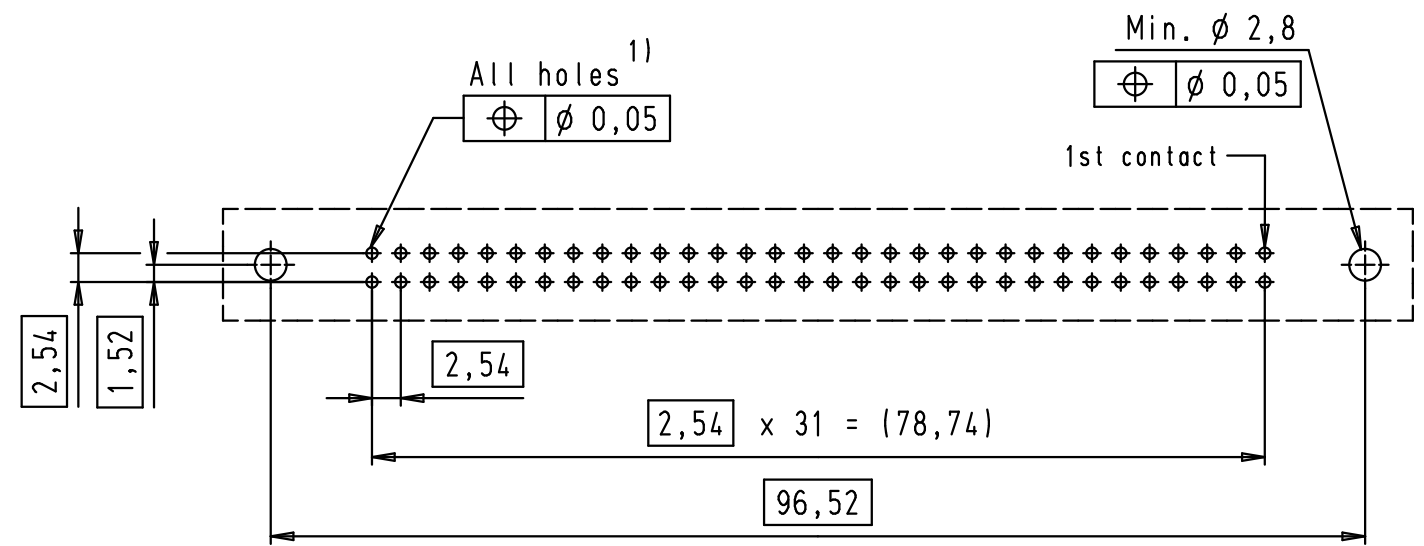 Min. ø 2,8
⌖ ø 0,05
All holes 1)
⌖ ø 0,05
1st contact
2,54
1,52
2,54
2,54 x 31 = (78,74)
96,52